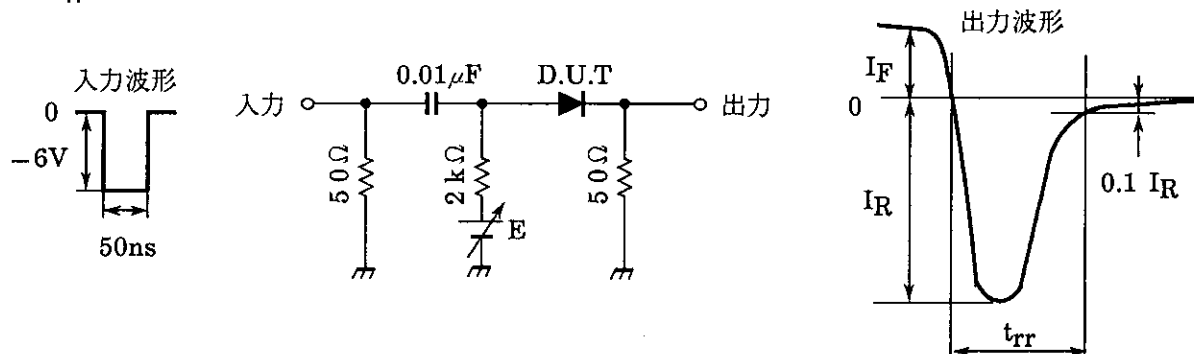 入力波形
0
−6V
50ns
入力
0.01μF
D.U.T
出力
50Ω
2kΩ
E
50Ω
出力波形
IF
0
IR
0.1 IR
trr